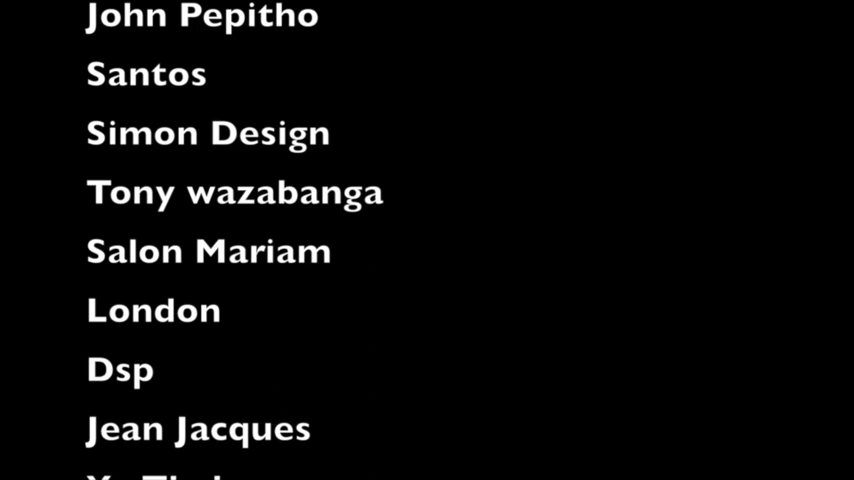 John Pepitho
Santos
Simon Design
Tony wazabanga
Salon Mariam
London
Dsp
Jean Jacques